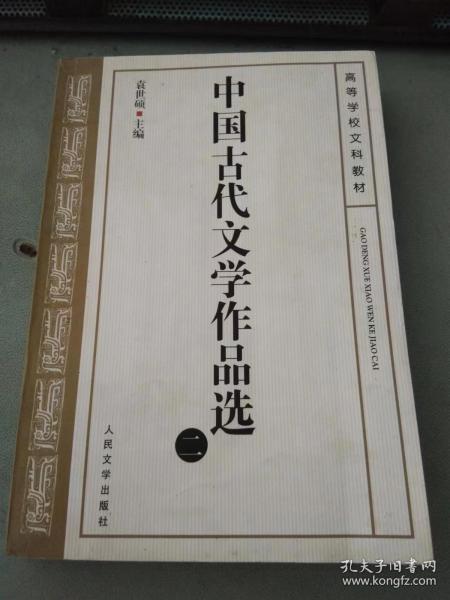 高等学校文科教材
GAO DENG XUE XIAO WEN KE JIAO CAI
袁世硕■主编
中国古代文学作品选
二
人民文学出版社
孔夫子旧书网
www.kongfz.com